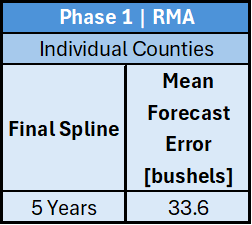 Phase 1 | RMA
Individual Counties
Final Spline
Mean
Forecast
Error
[bushels]
5 Years
33.6